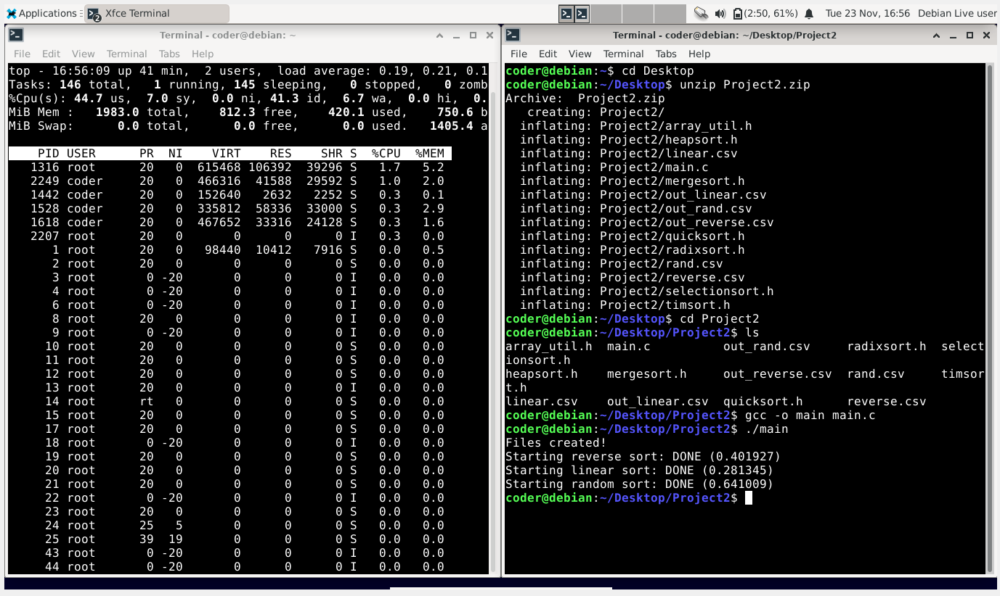 Applications
Xfce Terminal
2
(2:50, 61%)
Tue 23 Nov, 16:56
Debian Live user
Terminal - coder@debian: ~
File Edit View Terminal Tabs Help
top - 16:56:09 up 41 min,  2 users,  load average: 0.19, 0.21, 0.1
Tasks: 146 total,   1 running, 145 sleeping,   0 stopped,   0 zomb
%Cpu(s): 44.7 us,  7.0 sy,  0.0 ni, 41.3 id,  6.7 wa,  0.0 hi,  0.
MiB Mem :   1983.0 total,    812.3 free,    420.1 used,    750.6 b
MiB Swap:      0.0 total,      0.0 free,      0.0 used.   1405.4 a
PID USER      PR  NI    VIRT    RES    SHR S  %CPU  %MEM
1316 root      20   0  615468 106392  39296 S   1.7   5.2
2249 coder     20   0  466316  41588  29592 S   1.0   2.0
1442 coder     20   0  152640   2632   2252 S   0.3   0.1
1528 coder     20   0  335812  58336  33000 S   0.3   2.9
1618 coder     20   0  467652  33316  24128 S   0.3   1.6
2207 root      20   0       0      0      0 I   0.3   0.0
1 root      20   0   98440  10412   7916 S   0.0   0.5
2 root      20   0       0      0      0 S   0.0   0.0
3 root       0 -20       0      0      0 I   0.0   0.0
4 root       0 -20       0      0      0 I   0.0   0.0
6 root       0 -20       0      0      0 I   0.0   0.0
8 root      20   0       0      0      0 I   0.0   0.0
9 root       0 -20       0      0      0 I   0.0   0.0
10 root      20   0       0      0      0 S   0.0   0.0
11 root      20   0       0      0      0 S   0.0   0.0
12 root      20   0       0      0      0 S   0.0   0.0
13 root      20   0       0      0      0 I   0.0   0.0
14 root      rt   0       0      0      0 S   0.0   0.0
15 root      20   0       0      0      0 S   0.0   0.0
17 root      20   0       0      0      0 S   0.0   0.0
18 root       0 -20       0      0      0 I   0.0   0.0
19 root      20   0       0      0      0 S   0.0   0.0
20 root      20   0       0      0      0 S   0.0   0.0
21 root      20   0       0      0      0 S   0.0   0.0
22 root       0 -20       0      0      0 I   0.0   0.0
23 root      20   0       0      0      0 S   0.0   0.0
24 root      25   5       0      0      0 S   0.0   0.0
25 root      39  19       0      0      0 S   0.0   0.0
43 root       0 -20       0      0      0 I   0.0   0.0
44 root       0 -20       0      0      0 I   0.0   0.0
Terminal - coder@debian: ~/Desktop/Project2
File Edit View Terminal Tabs Help
coder@debian:~$ cd Desktop
coder@debian:~/Desktop$ unzip Project2.zip
Archive:  Project2.zip
creating: Project2/
inflating: Project2/array_util.h
inflating: Project2/heapsort.h
inflating: Project2/linear.csv
inflating: Project2/main.c
inflating: Project2/mergesort.h
inflating: Project2/out_linear.csv
inflating: Project2/out_rand.csv
inflating: Project2/out_reverse.csv
inflating: Project2/quicksort.h
inflating: Project2/radixsort.h
inflating: Project2/rand.csv
inflating: Project2/reverse.csv
inflating: Project2/selectionsort.h
inflating: Project2/timsort.h
coder@debian:~/Desktop$ cd Project2
coder@debian:~/Desktop/Project2$ ls
array_util.h  main.c          out_rand.csv     radixsort.h  select
ionsort.h
heapsort.h    mergesort.h     out_reverse.csv  rand.csv     timsor
t.h
linear.csv    out_linear.csv  quicksort.h      reverse.csv
coder@debian:~/Desktop/Project2$ gcc -o main main.c
coder@debian:~/Desktop/Project2$ ./main
Files created!
Starting reverse sort: DONE (0.401927)
Starting linear sort: DONE (0.281345)
Starting random sort: DONE (0.641009)
coder@debian:~/Desktop/Project2$